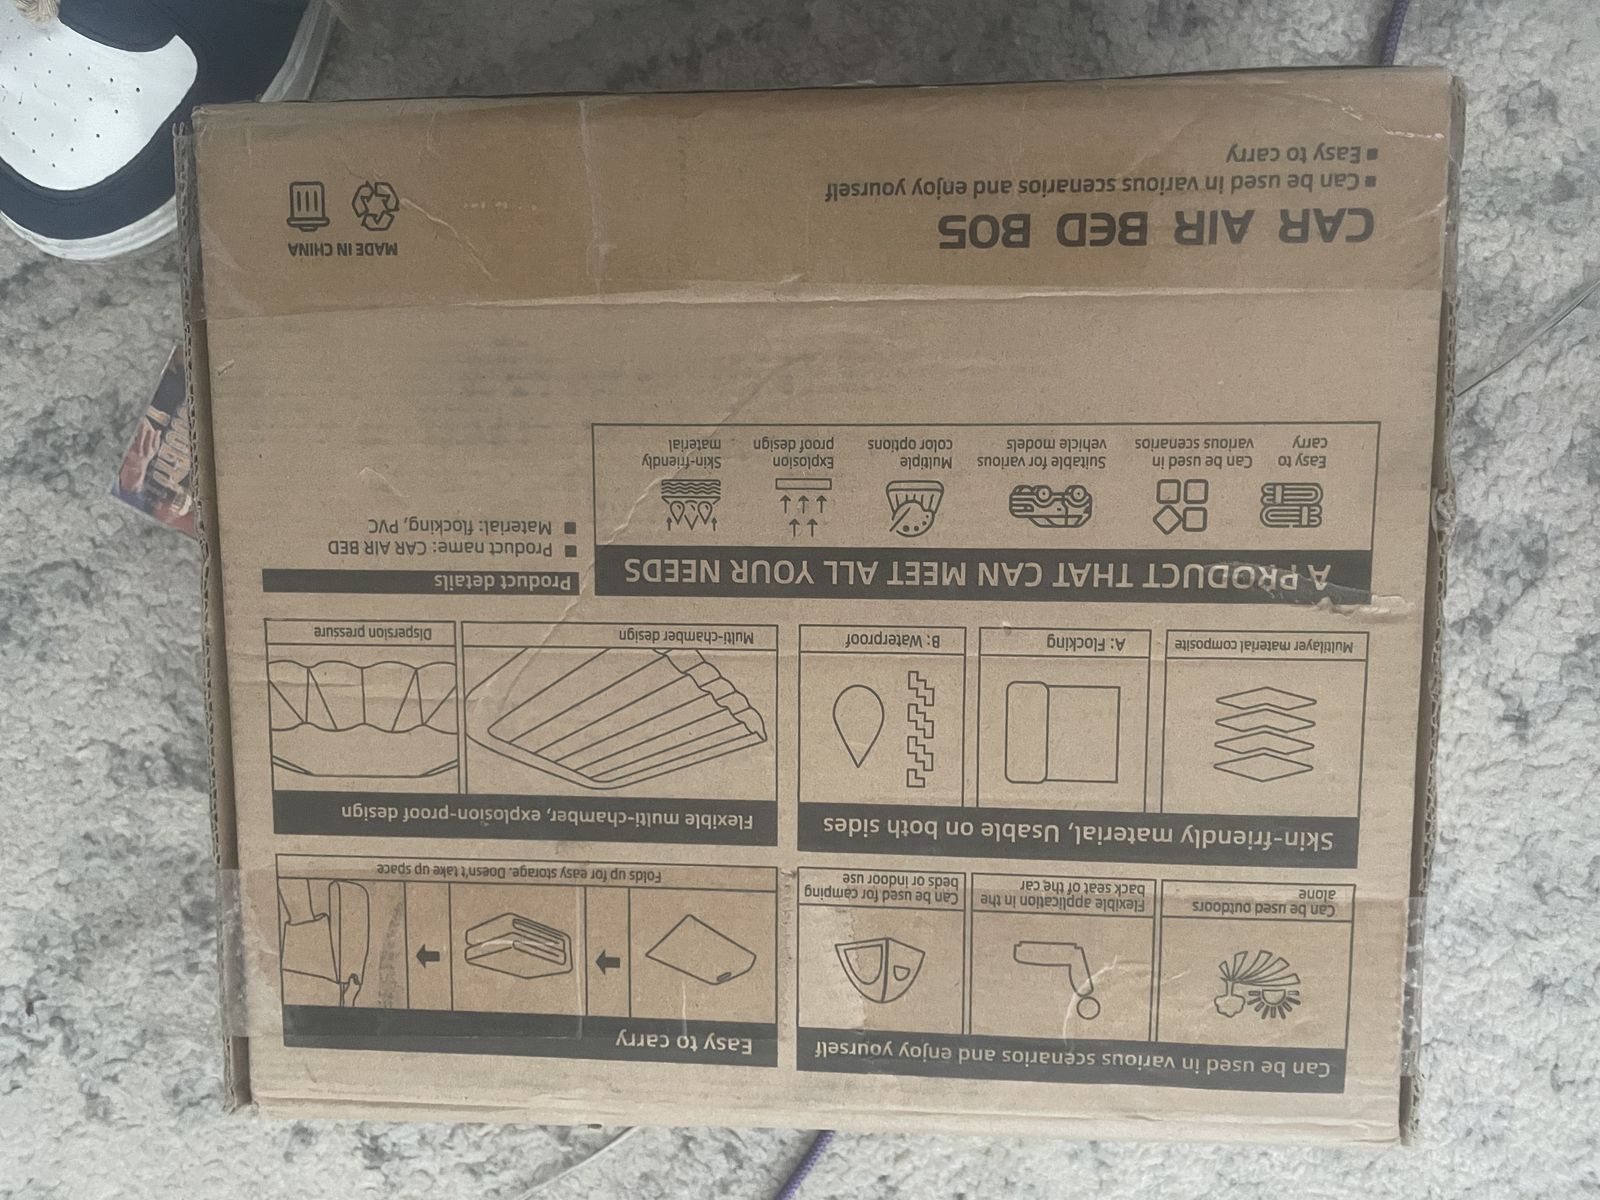 Can be used in various scenarios and enjoy yourself
Can be used outdoors
alone
Flexible application in the
back seat of the car
Can be used for camping
beds or indoor use
Easy to carry
Folds up for easy storage. Doesn't take up space
Skin-friendly material, Usable on both sides
Multilayer material composite
A: Flocking
B: Waterproof
Flexible multi-chamber, explosion-proof design
Multi-chamber design
Dispersion pressure
A PRODUCT THAT CAN MEET ALL YOUR NEEDS
Easy to
carry
Can be used in
various scenarios
Suitable for various
vehicle models
Multiple
color options
Explosion
proof design
Skin-friendly
material
Product details
■ Product name: CAR AIR BED
■ Material: flocking, PVC
CAR AIR BED B05
■ Can be used in various scenarios and enjoy yourself
■ Easy to carry
MADE IN CHINA